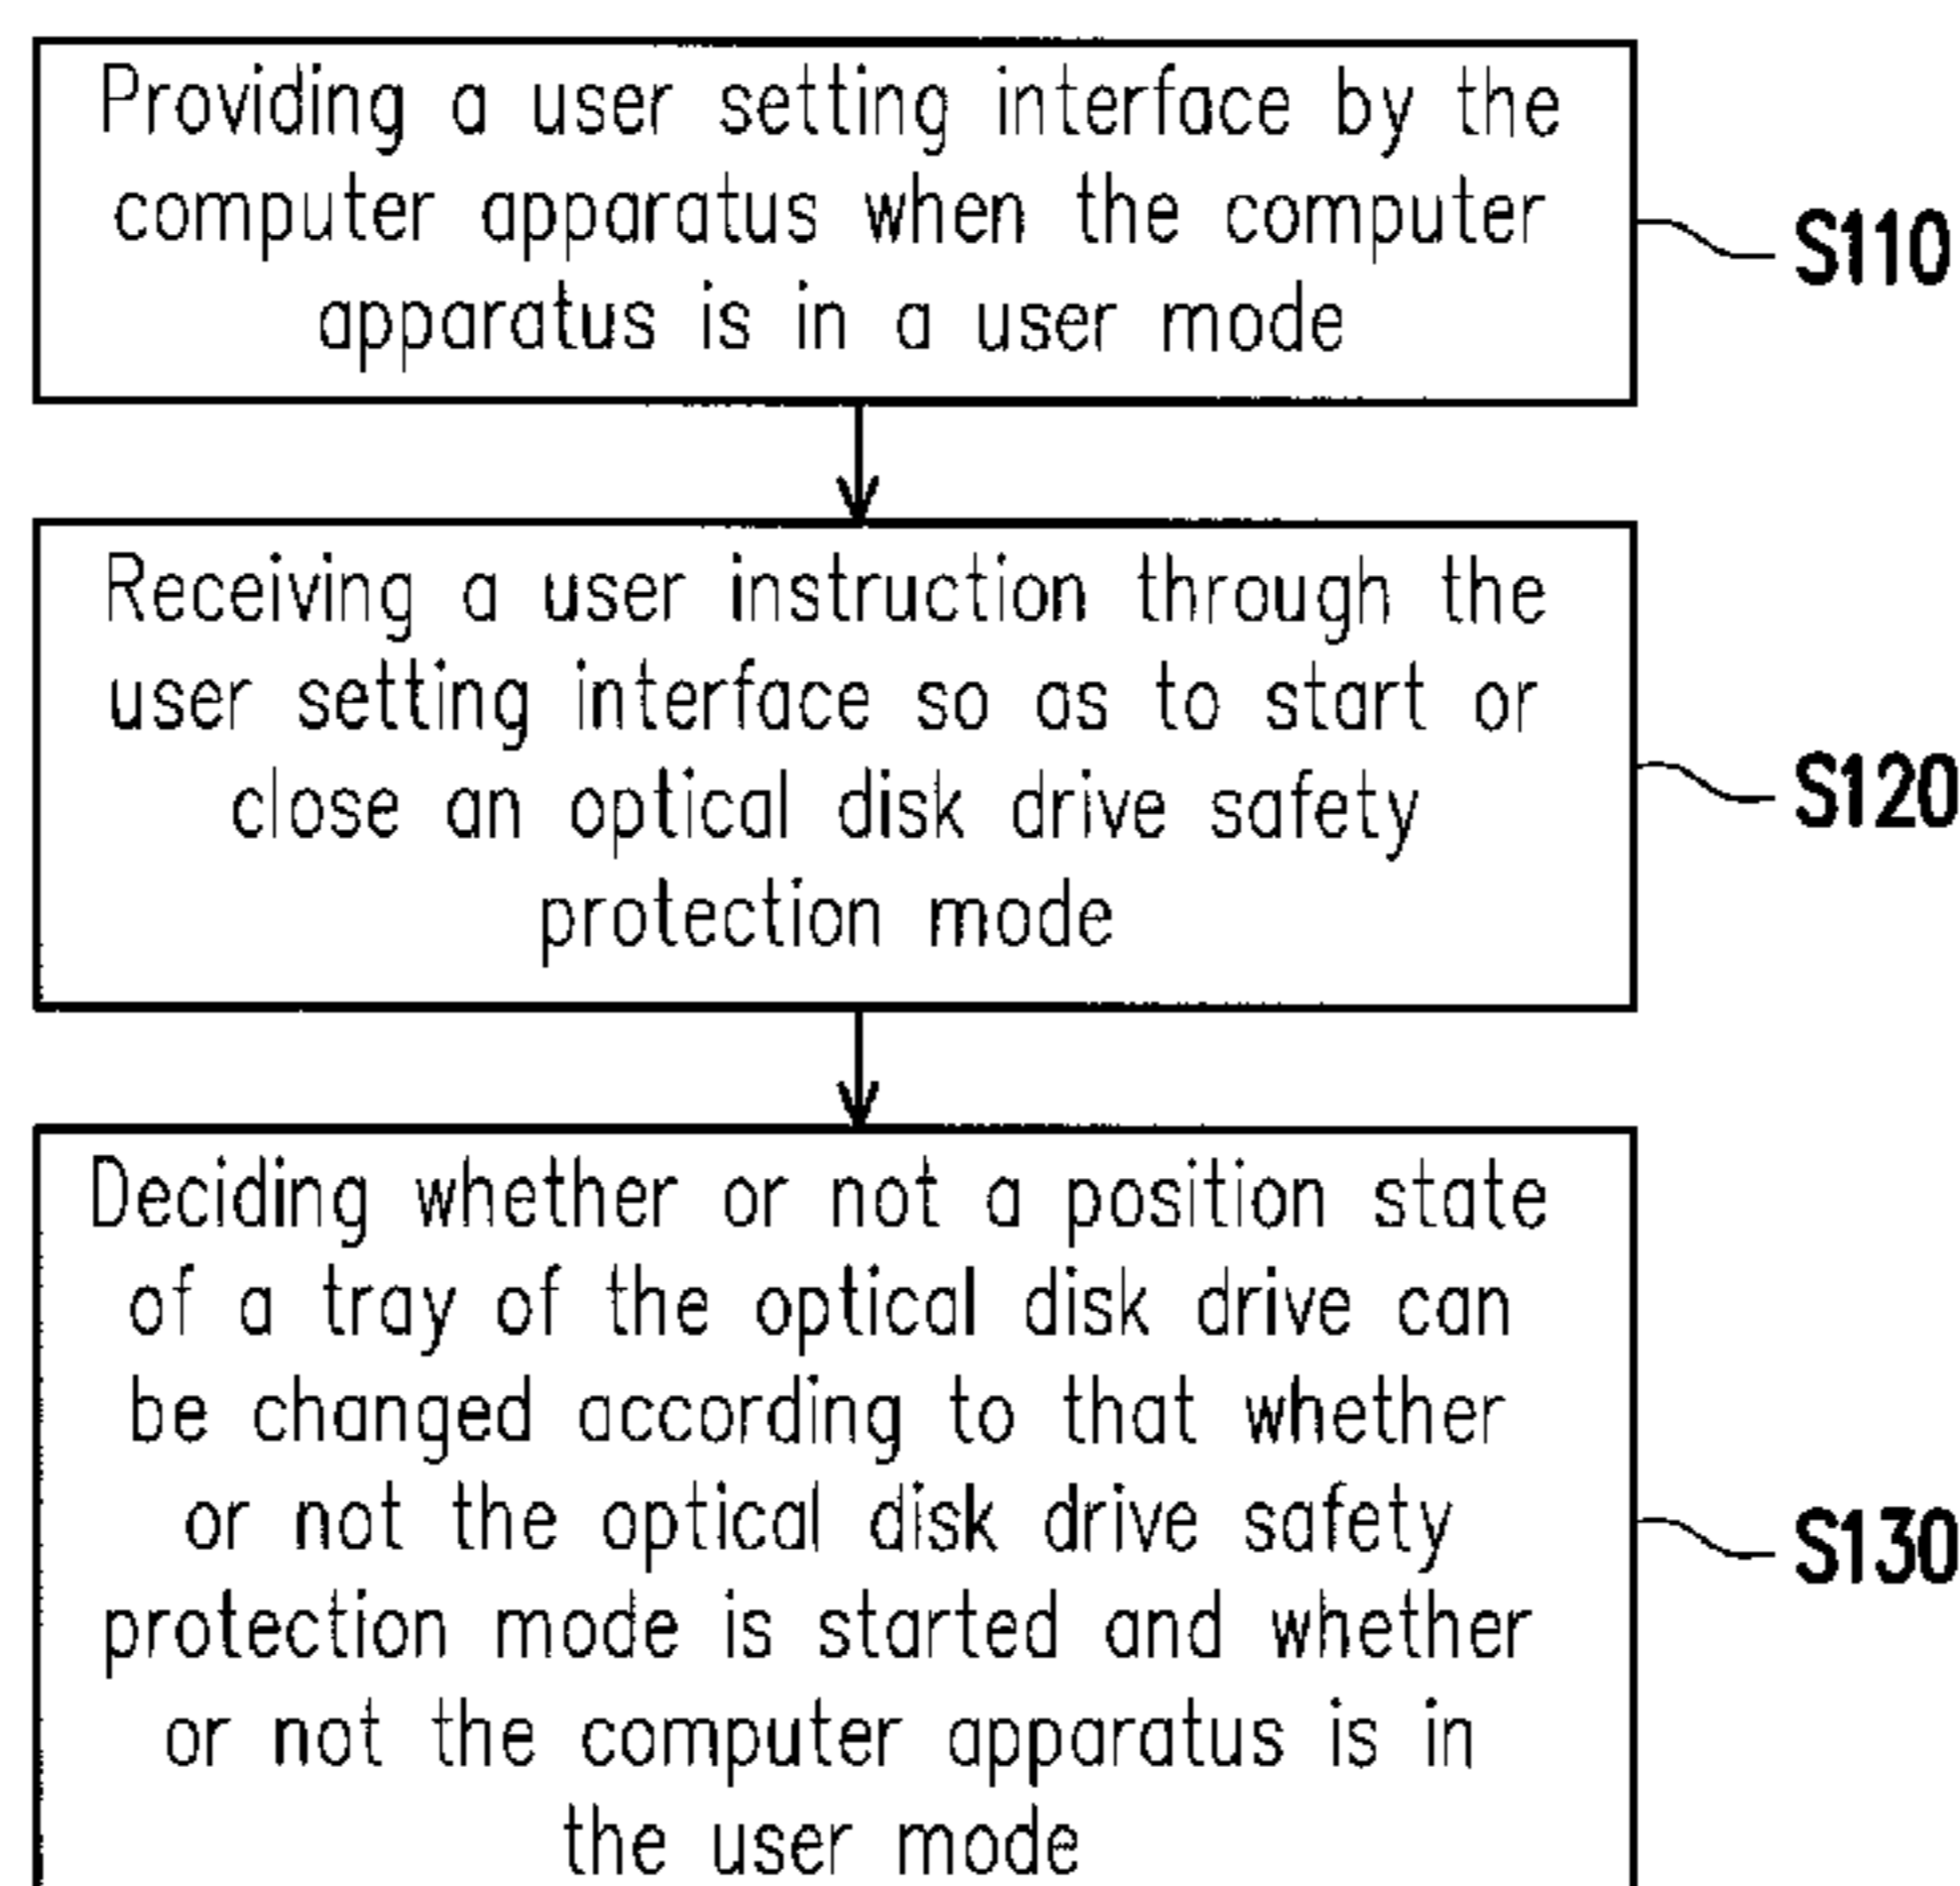 Providing a user setting interface by the
computer apparatus when the computer
apparatus is in a user mode
S110
Receiving a user instruction through the
user setting interface so as to start or
close an optical disk drive safety
protection mode
S120
Deciding whether or not a position state
of a tray of the optical disk drive can
be changed according to that whether
or not the optical disk drive safety
protection mode is started and whether
or not the computer apparatus is in
the user mode
S130